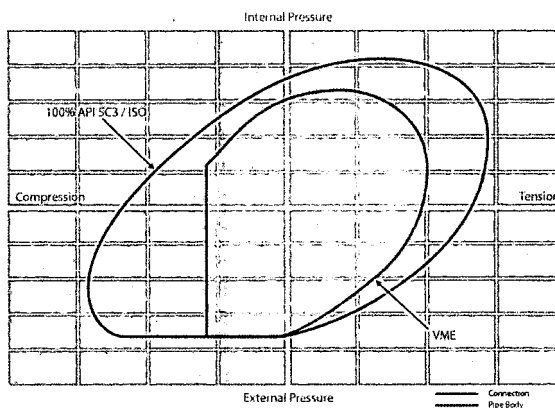 Internal Pressure
100% API 5C3 / ISO
Compression
Tension
VME
External Pressure
Connection
Pipe Body